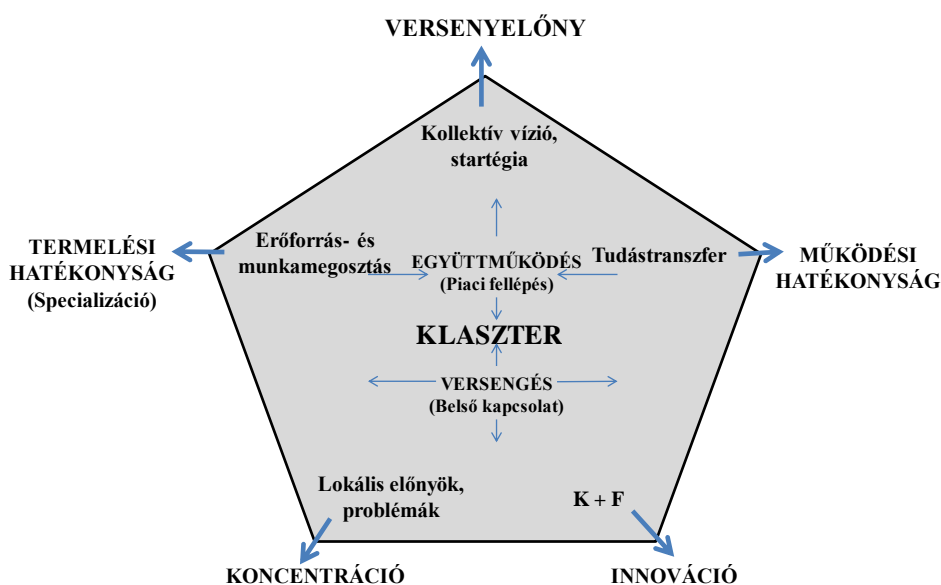 VERSENYELŐNY
Kollektív vízió,
startégia
TERMELÉSI
HATÉKONYSÁG
(Specializáció)
Erőforrás- és
munkamegosztás
EGYÜTTMŰKÖDÉS
(Piaci fellépés)
Tudástranszfer
MŰKÖDÉSI
HATÉKONYSÁG
KLASZTER
VERSENGÉS
(Belső kapcsolat)
Lokális előnyök,
problémák
K + F
KONCENTRÁCIÓ
INNOVÁCIÓ